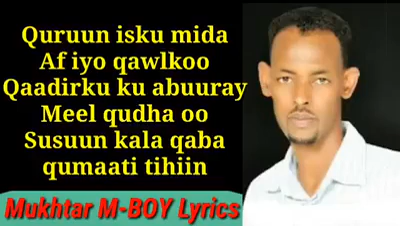 Quruun isku mida
Af iyo qawlkoo
Qaadirku ku abuuray
Meel qudha oo
Susuun kala qaba
qumaati tihiin
Mukhtar M-BOY Lyrics